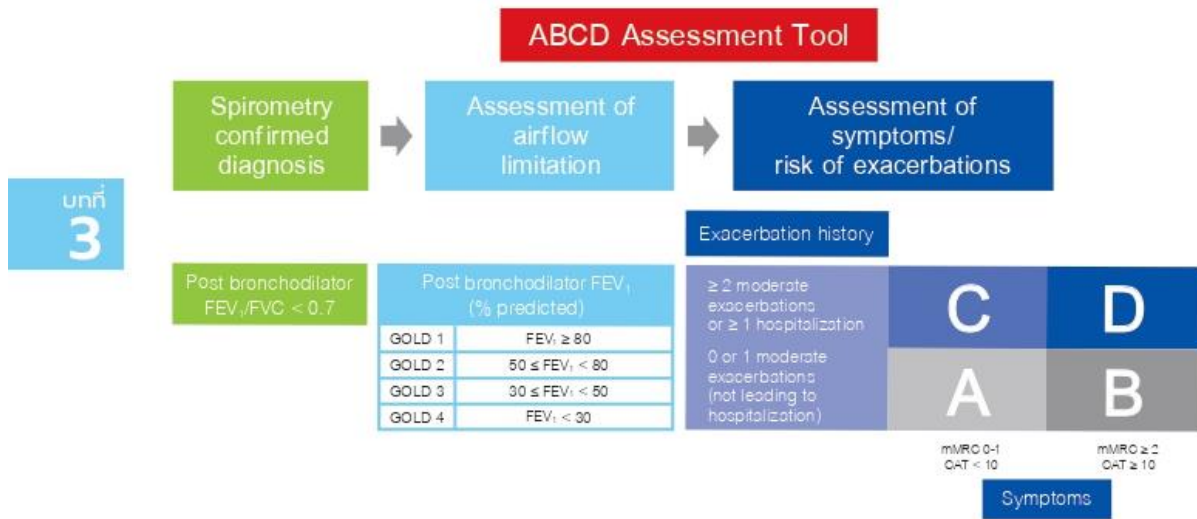 ABCD Assessment Tool
Spirometry
confirmed
diagnosis
Assessment of
airflow
limitation
Assessment of
symptoms/
risk of exacerbations
บทที่
3
Post bronchodilator
FEV₁/FVC < 0.7
Post bronchodilator FEV₁
(% predicted)
GOLD 1 FEV₁ ≥ 80
GOLD 2 50 ≤ FEV₁ < 80
GOLD 3 30 ≤ FEV₁ < 50
GOLD 4 FEV₁ < 30
Exacerbation history
≥ 2 moderate
exacerbations
or ≥ 1 hospitalization
0 or 1 moderate
exacerbations
(not leading to
hospitalization)
C D
A B
mMRC 0-1
CAT < 10
mMRC ≥ 2
CAT ≥ 10
Symptoms